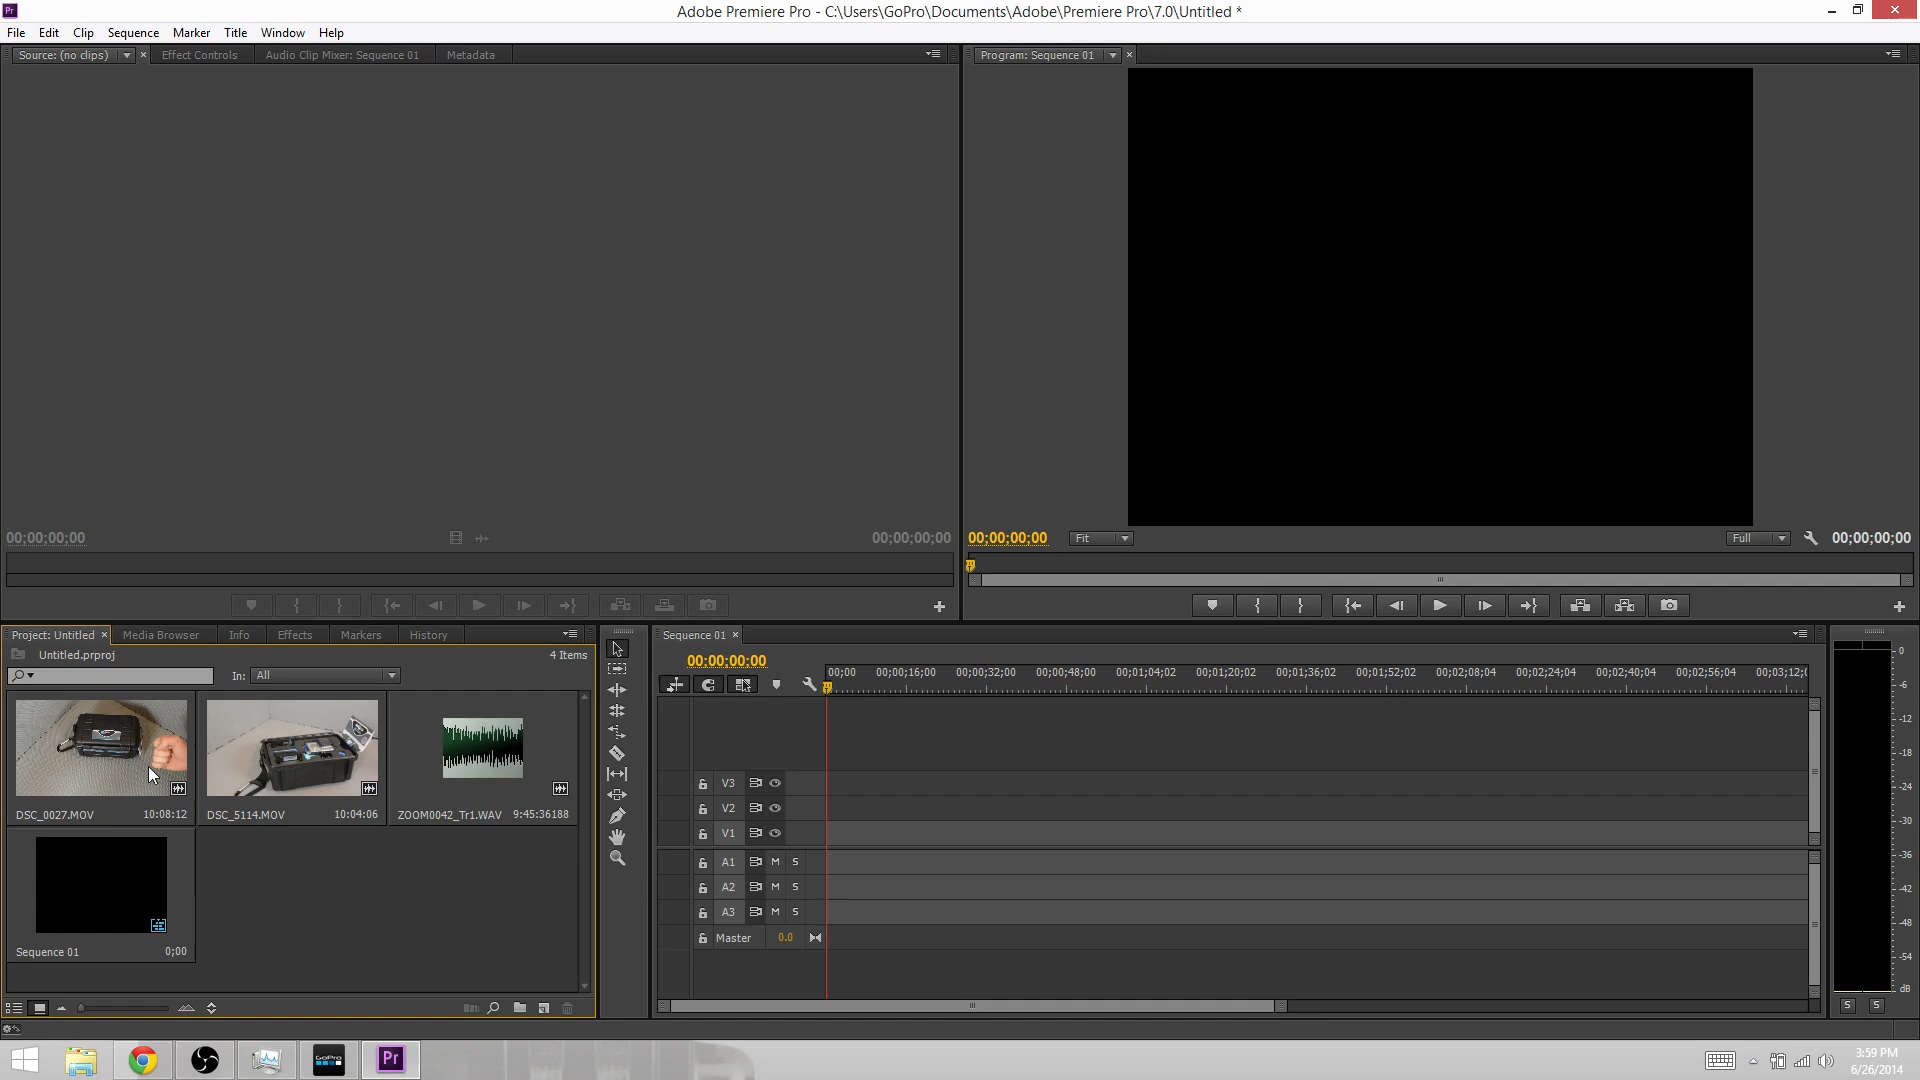 Pr
Adobe Premiere Pro - C:\Users\GoPro\Documents\Adobe\Premiere Pro\7.0\Untitled *
File Edit Clip Sequence Marker Title Window Help
Source: (no clips) Effect Controls Audio Clip Mixer: Sequence 01 Metadata
Program: Sequence 01
00;00;00;00 00;00;00;00
00;00;00;00 Fit Full 00;00;00;00
Project: Untitled Media Browser Info Effects Markers History
Untitled.prproj 4 Items
In: All
DSC_0027.MOV 10:08:12
DSC_5114.MOV 10:04:06
ZOOM0042_Tr1.WAV 9:45:36188
Sequence 01 0;00
Sequence 01
00;00;00;00
00;00 00;00;16;00 00;00;32;00 00;00;48;00 00;01;04;02 00;01;20;02 00;01;36;02 00;01;52;02 00;02;08;04 00;02;24;04 00;02;40;04 00;02;56;04 00;03;12;0
V3
V2
V1
A1 M S
A2 M S
A3 M S
Master 0.0
0
-6
-12
-18
-24
-30
-36
-42
-48
-54
dB
S S
GoPro
Pr
3:59 PM
6/26/2014